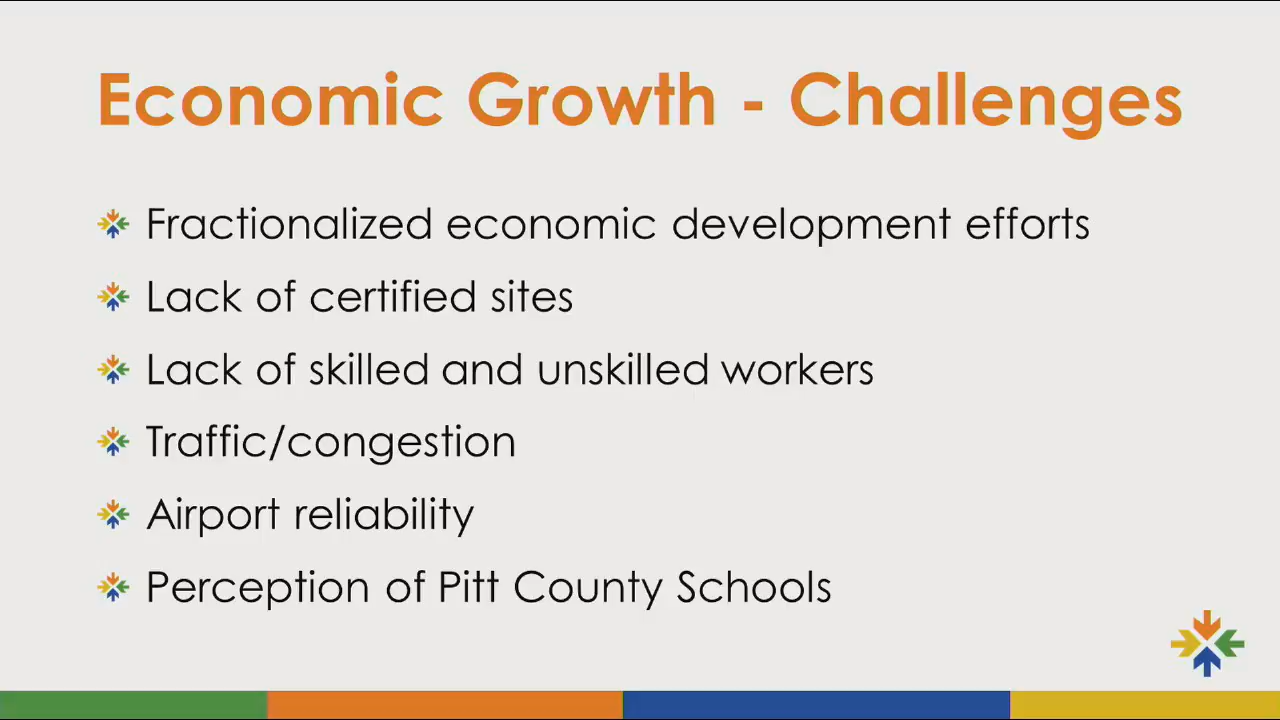 Economic Growth - Challenges
Fractionalized economic development efforts
Lack of certified sites
Lack of skilled and unskilled workers
Traffic/congestion
Airport reliability
Perception of Pitt County Schools